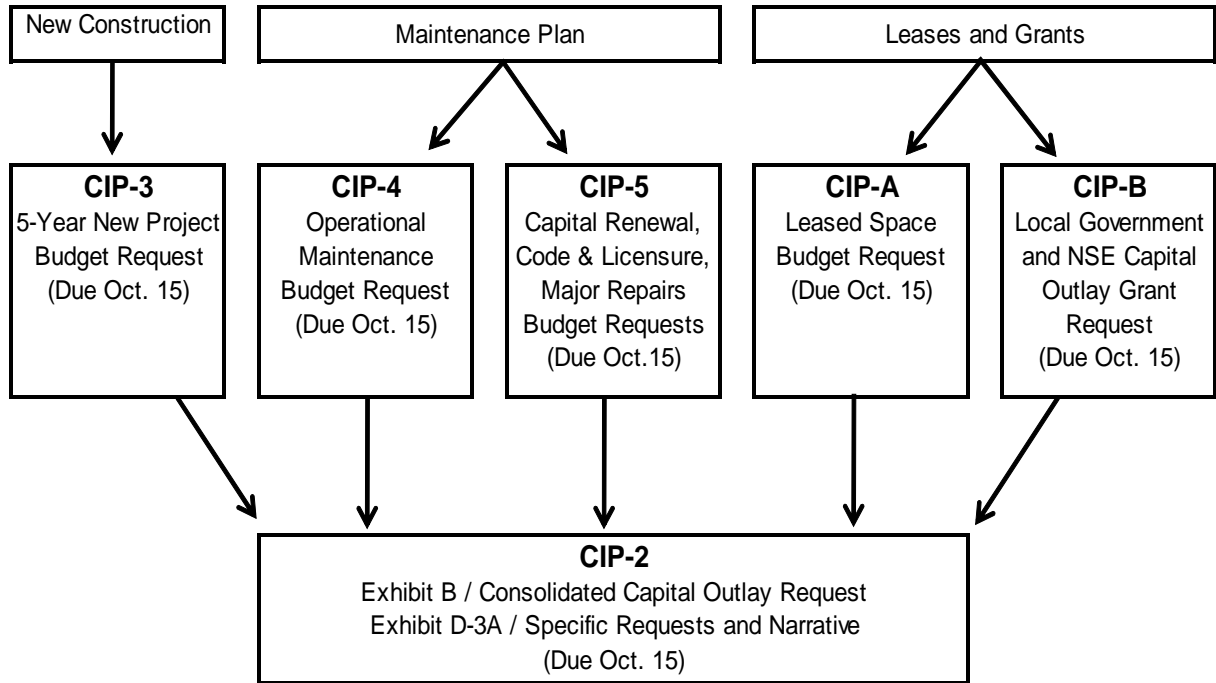 New Construction
Maintenance Plan
Leases and Grants
CIP-3
5-Year New Project
Budget Request
(Due Oct. 15)
CIP-4
Operational
Maintenance
Budget Request
(Due Oct. 15)
CIP-5
Capital Renewal,
Code & Licensure,
Major Repairs
Budget Requests
(Due Oct.15)
CIP-A
Leased Space
Budget Request
(Due Oct. 15)
CIP-B
Local Government
and NSE Capital
Outlay Grant
Request
(Due Oct. 15)
CIP-2
Exhibit B / Consolidated Capital Outlay Request
Exhibit D-3A / Specific Requests and Narrative
(Due Oct. 15)